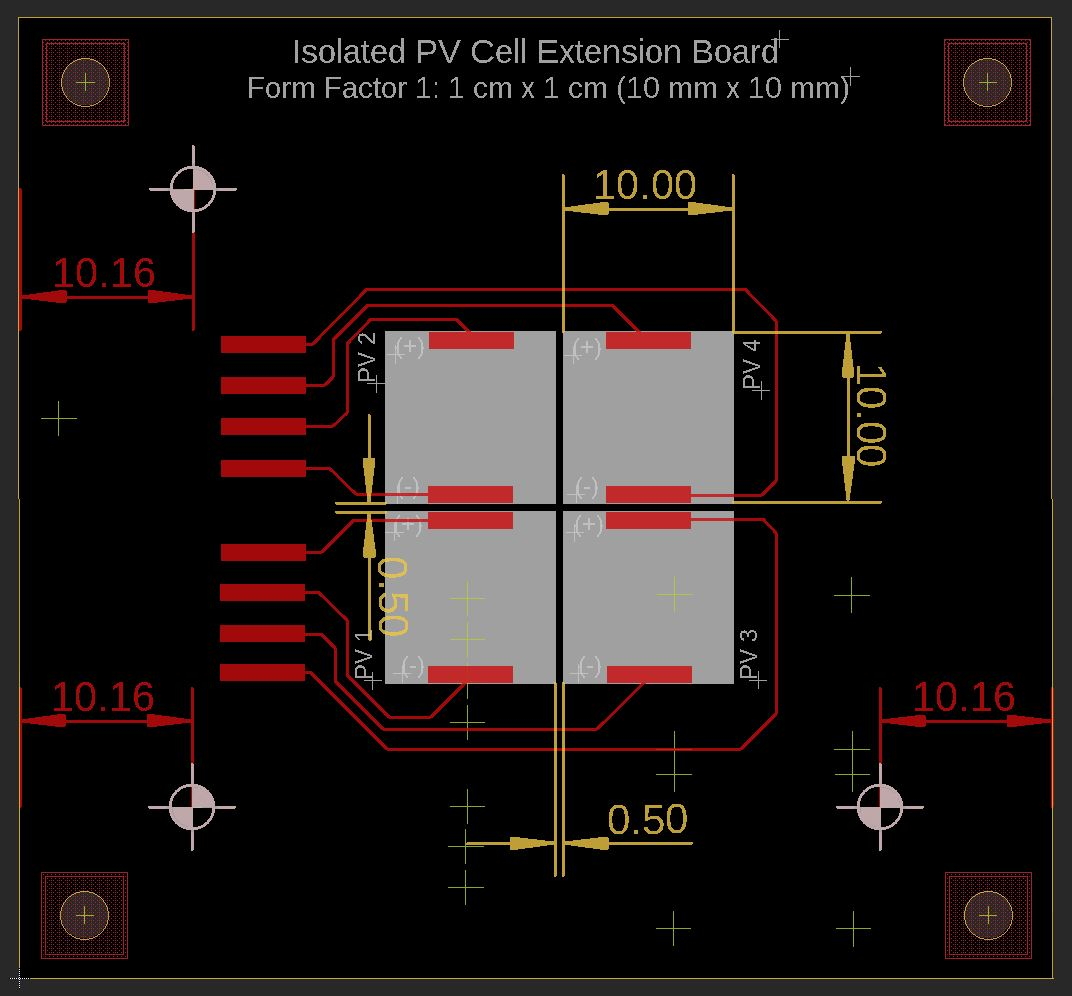 Isolated PV Cell Extension Board
Form Factor 1: 1 cm x 1 cm (10 mm x 10 mm)
10.00
10.16
PV 2
(+)
(+)
PV 4
10.00
(-)
(-)
(+)
(+)
0.50
PV 1
(-)
(-)
PV 3
10.16
10.16
0.50